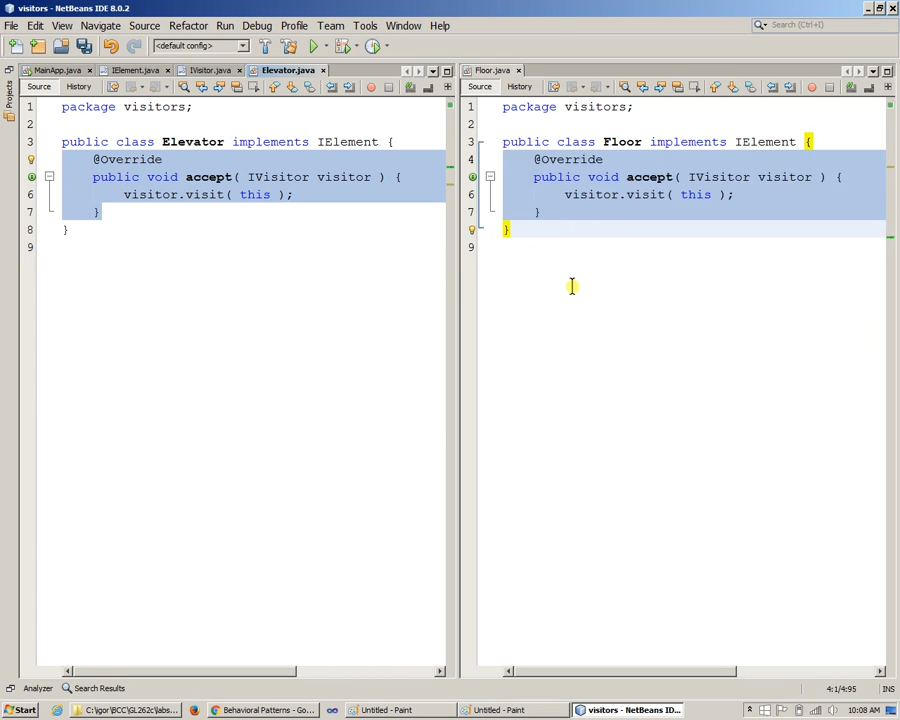 visitors - NetBeans IDE 8.0.2
File Edit View Navigate Source Refactor Run Debug Profile Team Tools Window Help
Search (Ctrl+I)
<default config>
MainApp.java IElement.java IVisitor.java Elevator.java
Floor.java
Source History
Source History
Projects
1 package visitors;
2
3 public class Elevator implements IElement {
@Override
public void accept( IVisitor visitor ) {
6 visitor.visit( this );
7 }
8 }
9
1 package visitors;
2
3 public class Floor implements IElement {
4 @Override
public void accept( IVisitor visitor ) {
6 visitor.visit( this );
7 }
}
9
Analyzer Search Results
4:1/4:95 INS
Start C:\igor\BCC\GL262c\labs... Behavioral Patterns - Go... Untitled - Paint Untitled - Paint visitors - NetBeans ID... 10:08 AM